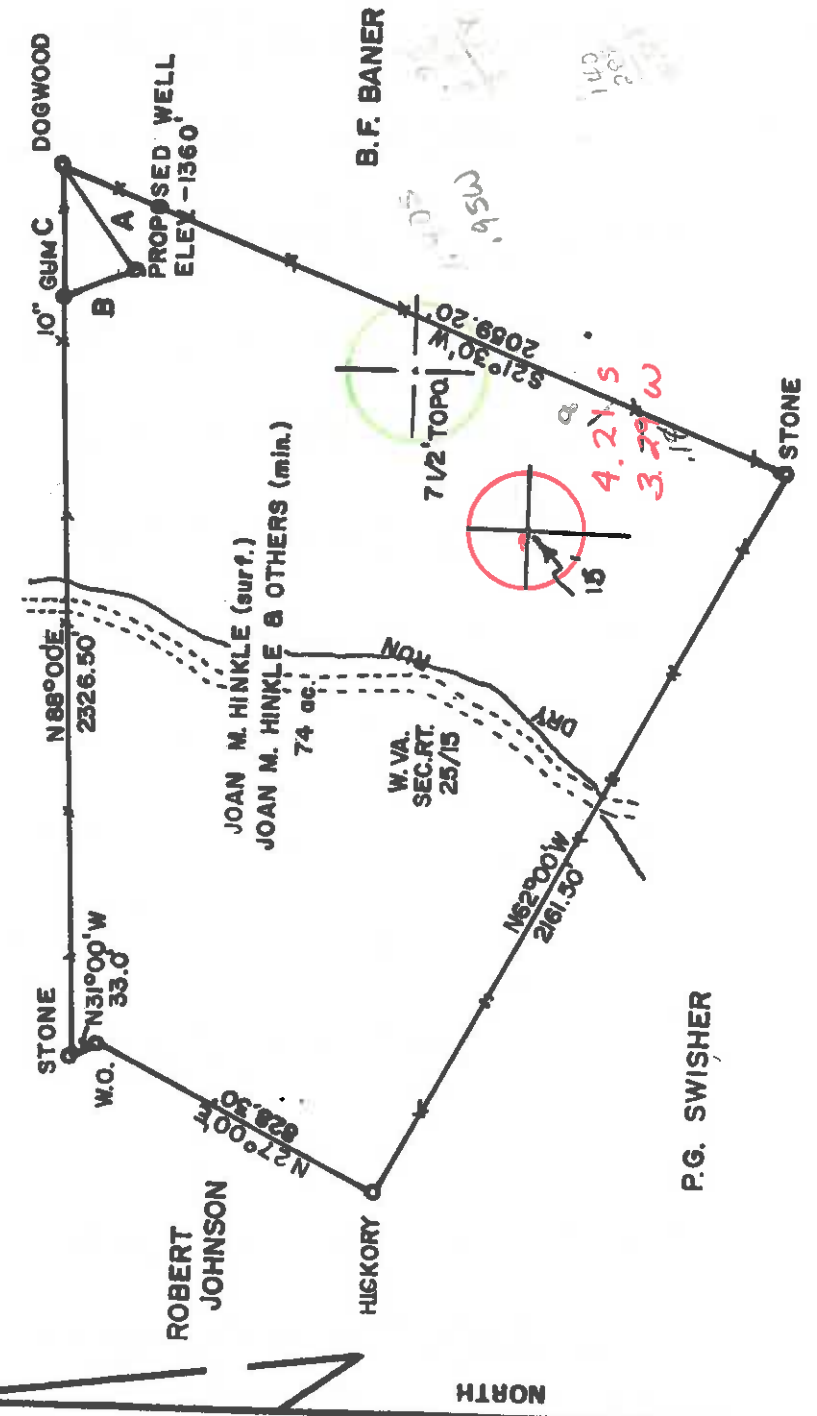 DOGWOOD
10" GUM
C
A
B
PROPOSED WELL
ELEV. -1360'
B.F. BANER
N88°00'E
2326.50'
STONE
N31°00'W
33.0'
W.O.
N27°00'E
828.30'
ROBERT
JOHNSON
HICKORY
JOAN M. HINKLE (surf.)
JOAN M. HINKLE & OTHERS (min.)
74 ac.
W.VA.
SEC.RT.
25/15
DRY
RUN
7 1/2' TOPO
S21°30'W
2059.20'
4.21 S
3.29 W
15'
STONE
N62°00'W
2161.50'
P.G. SWISHER
NORTH
.95W